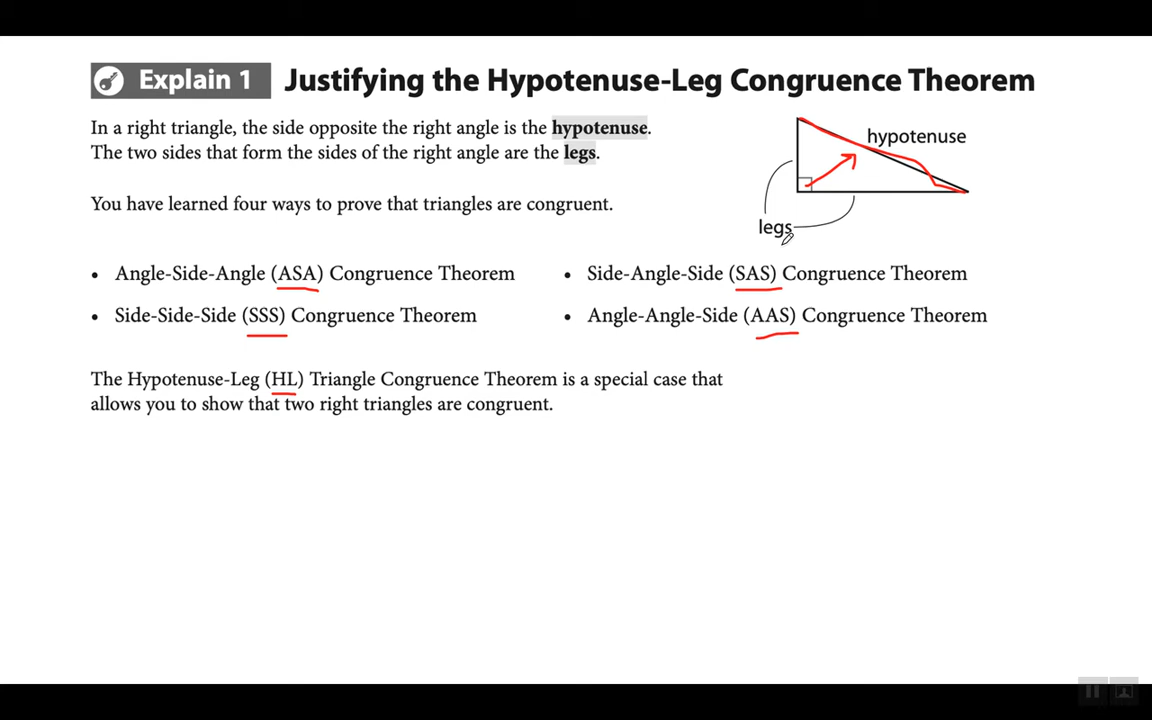 Explain 1 Justifying the Hypotenuse-Leg Congruence Theorem
In a right triangle, the side opposite the right angle is the hypotenuse.
The two sides that form the sides of the right angle are the legs.
hypotenuse
legs
You have learned four ways to prove that triangles are congruent.
• Angle-Side-Angle (ASA) Congruence Theorem
• Side-Angle-Side (SAS) Congruence Theorem
• Side-Side-Side (SSS) Congruence Theorem
• Angle-Angle-Side (AAS) Congruence Theorem
The Hypotenuse-Leg (HL) Triangle Congruence Theorem is a special case that
allows you to show that two right triangles are congruent.